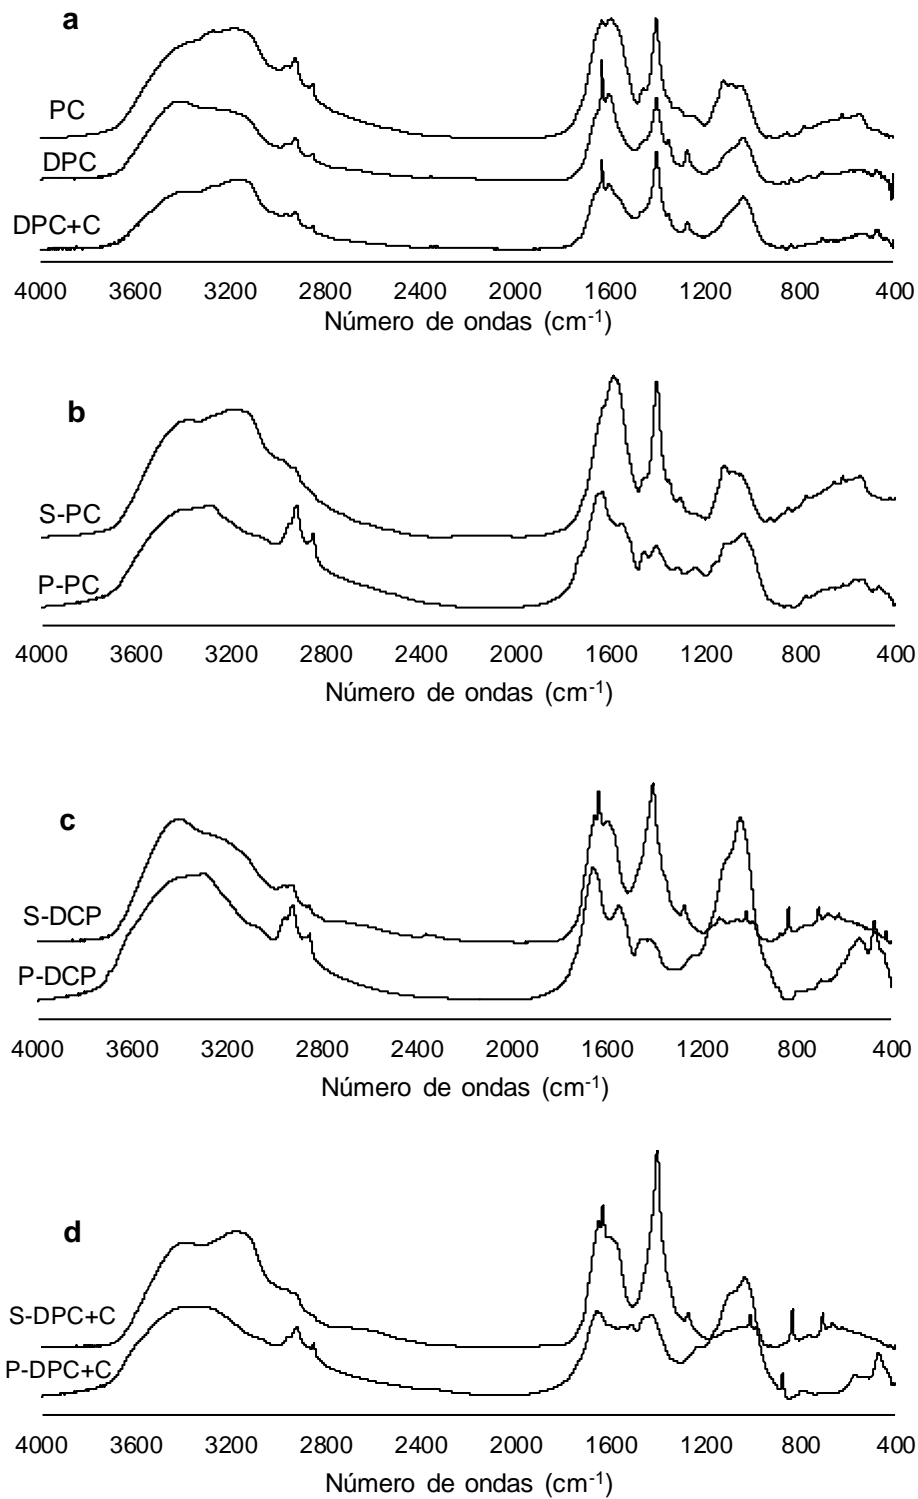 a
PC
DPC
DPC+C
4000 3600 3200 2800 2400 2000 1600 1200 800 400
Número de ondas (cm-1)
b
S-PC
P-PC
4000 3600 3200 2800 2400 2000 1600 1200 800 400
Número de ondas (cm-1)
c
S-DCP
P-DCP
4000 3600 3200 2800 2400 2000 1600 1200 800 400
Número de ondas (cm-1)
d
S-DPC+C
P-DPC+C
4000 3600 3200 2800 2400 2000 1600 1200 800 400
Número de ondas (cm-1)